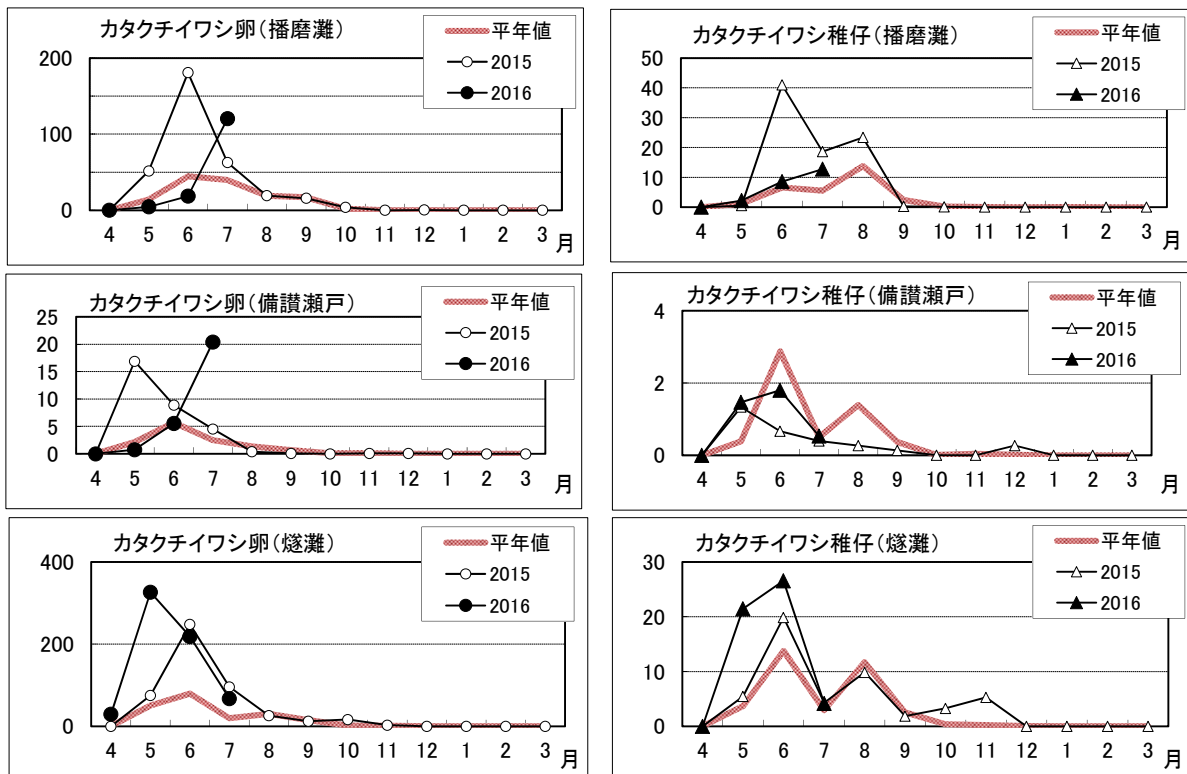 カタクチイワシ卵（播磨灘）
平年値
2015
2016
200
100
0
4 5 6 7 8 9 10 11 12 1 2 3 月
カタクチイワシ稚仔（播磨灘）
平年値
2015
2016
50
40
30
20
10
0
4 5 6 7 8 9 10 11 12 1 2 3 月
カタクチイワシ卵（備讃瀬戸）
平年値
2015
2016
25
20
15
10
5
0
4 5 6 7 8 9 10 11 12 1 2 3 月
カタクチイワシ稚仔（備讃瀬戸）
平年値
2015
2016
4
2
0
4 5 6 7 8 9 10 11 12 1 2 3 月
カタクチイワシ卵（燧灘）
平年値
2015
2016
400
200
0
4 5 6 7 8 9 10 11 12 1 2 3 月
カタクチイワシ稚仔（燧灘）
平年値
2015
2016
30
20
10
0
4 5 6 7 8 9 10 11 12 1 2 3 月